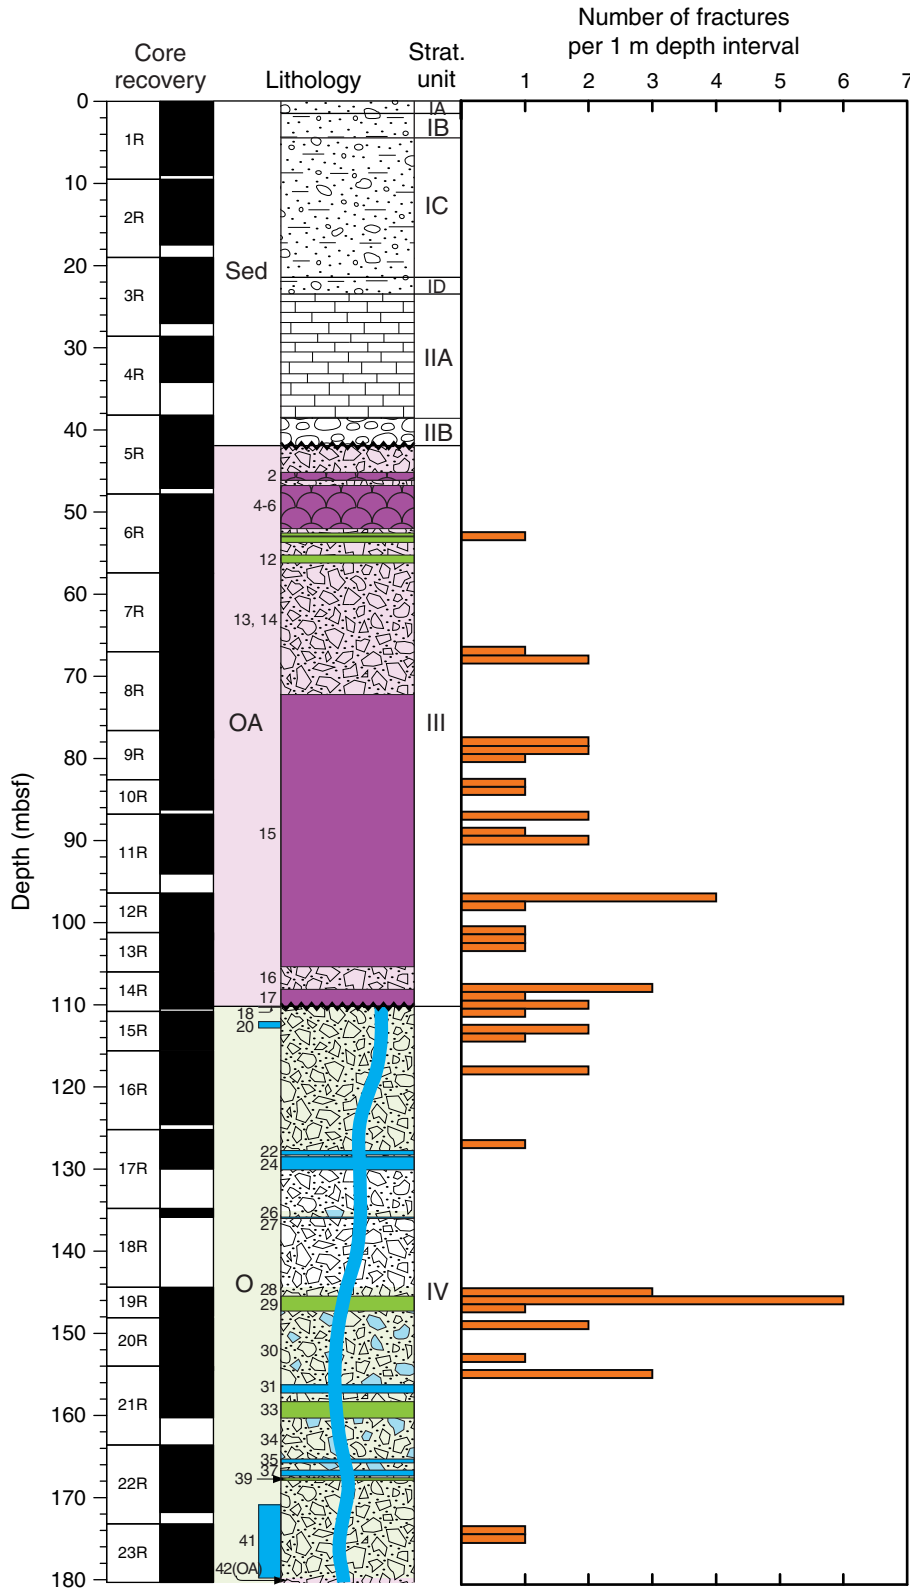 Number of fractures
per 1 m depth interval
Core
recovery
Lithology
Strat.
unit
1 2 3 4 5 6 7
Depth (mbsf)
0
10
20
30
40
50
60
70
80
90
100
110
120
130
140
150
160
170
180
1R
2R
3R
4R
5R
6R
7R
8R
9R
10R
11R
12R
13R
14R
15R
16R
17R
18R
19R
20R
21R
22R
23R
Sed
OA
O
2
4-6
12
13, 14
15
16
17
18
20
22
24
26
27
28
29
30
31
33
34
35
37
39
41
42(OA)
IA
IB
IC
ID
IIA
IIB
III
IV